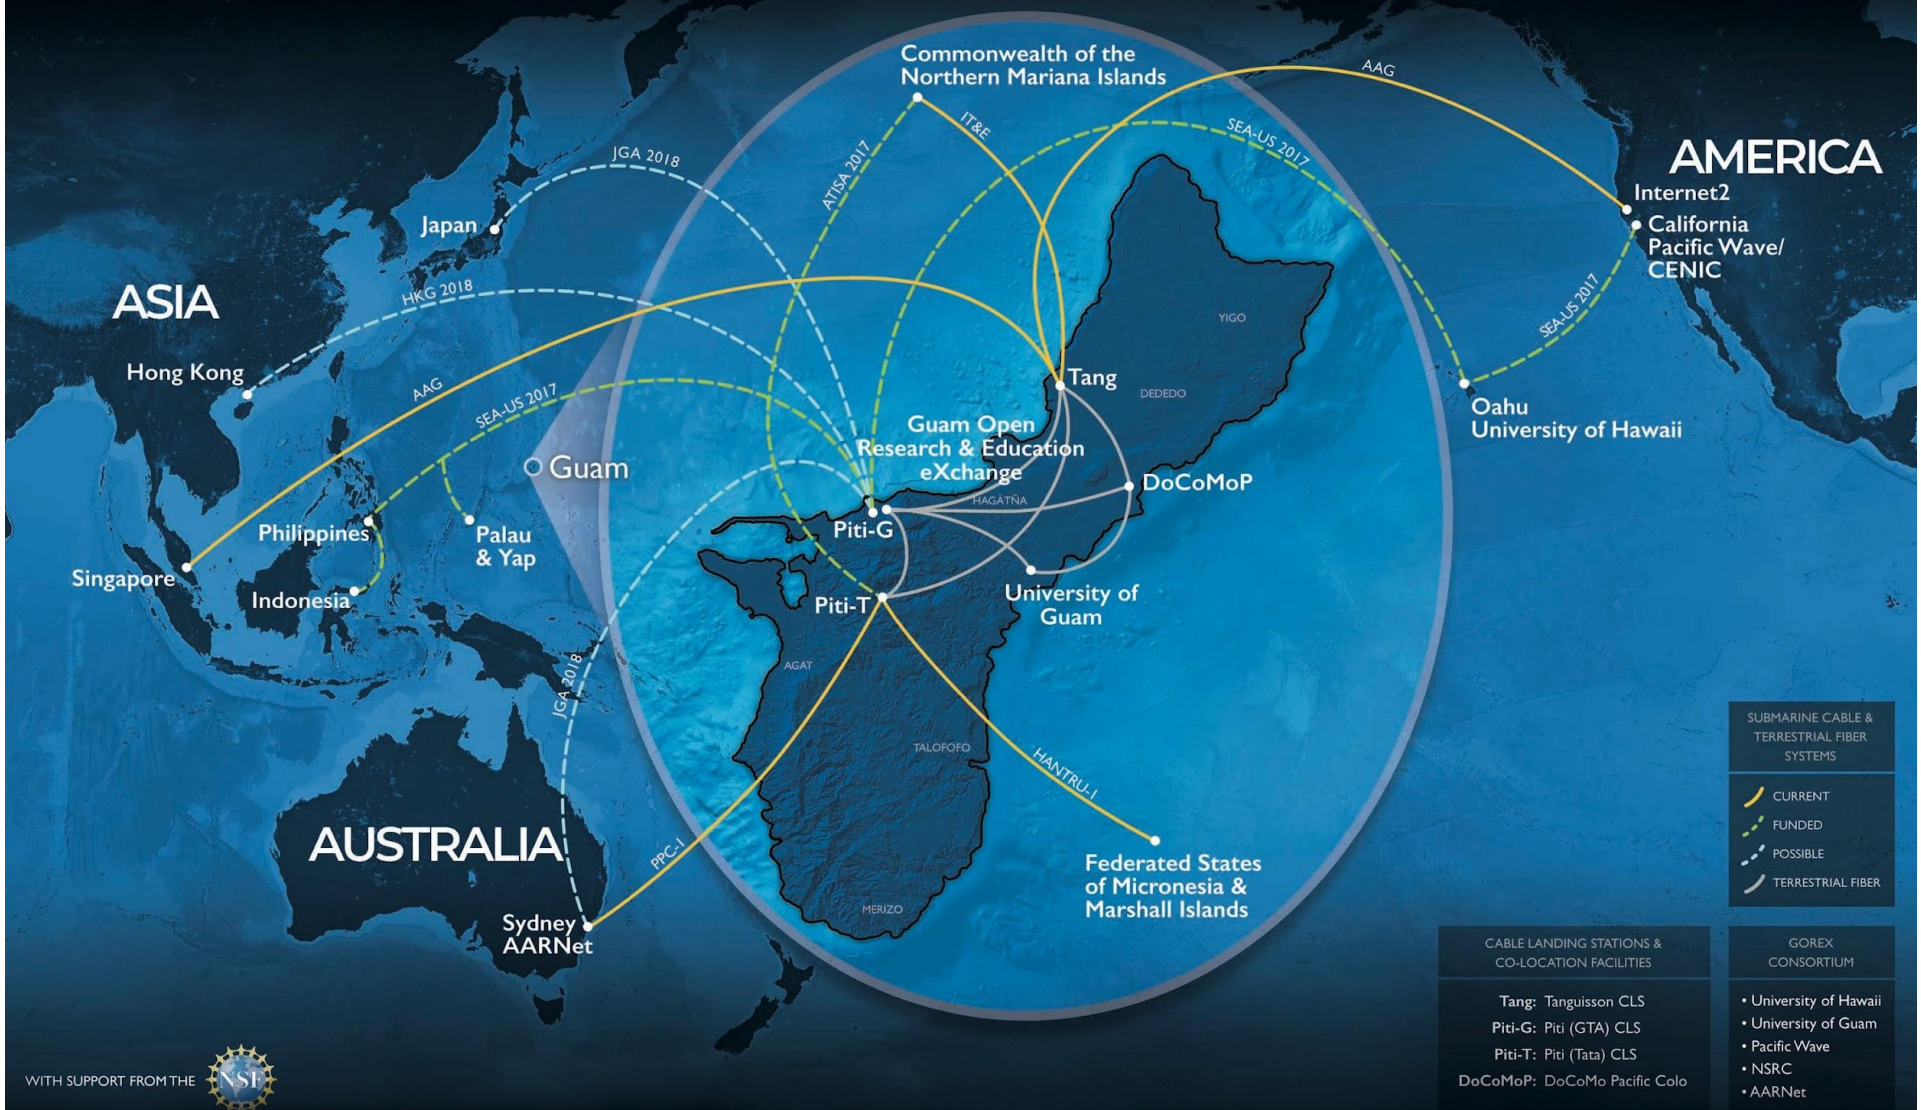 Commonwealth of the
Northern Mariana Islands
AAG
IT&E
SEA-US 2017
AMERICA
JGA 2018
ATISA 2017
Internet2
California
Pacific Wave/
CENIC
Japan
ASIA
HKG 2018
SEA-US 2017
YIGO
Hong Kong
AAG
SEA-US 2017
Tang
DEDEDO
Oahu
University of Hawaii
Guam Open
Research & Education
eXchange
Guam
DoCoMoP
HAGÅTÑA
Philippines
Palau
& Yap
Piti-G
Singapore
Indonesia
Piti-T
University of
Guam
AGAT
JGA 2018
TALOFOFO
HANTRU-1
AUSTRALIA
PPC-1
Federated States
of Micronesia &
Marshall Islands
MERIZO
Sydney
AARNet
SUBMARINE CABLE &
TERRESTRIAL FIBER
SYSTEMS
CURRENT
FUNDED
POSSIBLE
TERRESTRIAL FIBER
CABLE LANDING STATIONS &
CO-LOCATION FACILITIES
Tang: Tanguisson CLS
Piti-G: Piti (GTA) CLS
Piti-T: Piti (Tata) CLS
DoCoMoP: DoCoMo Pacific Colo
GOREX
CONSORTIUM
• University of Hawaii
• University of Guam
• Pacific Wave
• NSRC
• AARNet
WITH SUPPORT FROM THE
NSF